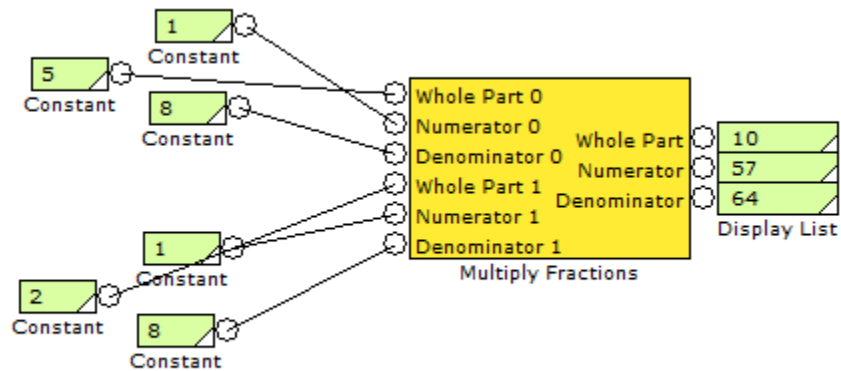 1
Constant
5
Constant
8
Constant
Whole Part 0
Numerator 0
Denominator 0
Whole Part 1
Numerator 1
Denominator 1
Whole Part
Numerator
Denominator
Multiply Fractions
10
57
64
Display List
1
Constant
2
Constant
8
Constant